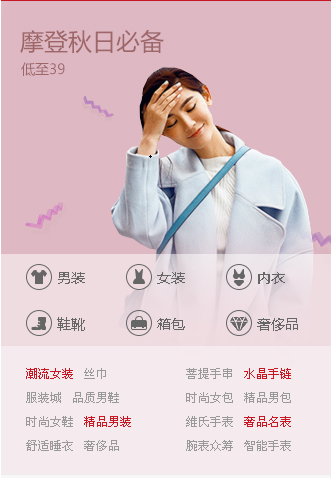 摩登秋日必备
低至39
男装 女装 内衣
鞋靴 箱包 奢侈品
潮流女装 丝巾 菩提手串 水晶手链
服装城 品质男鞋 时尚女包 精品男包
时尚女鞋 精品男装 维氏手表 奢品名表
舒适睡衣 奢侈品 腕表众筹 智能手表